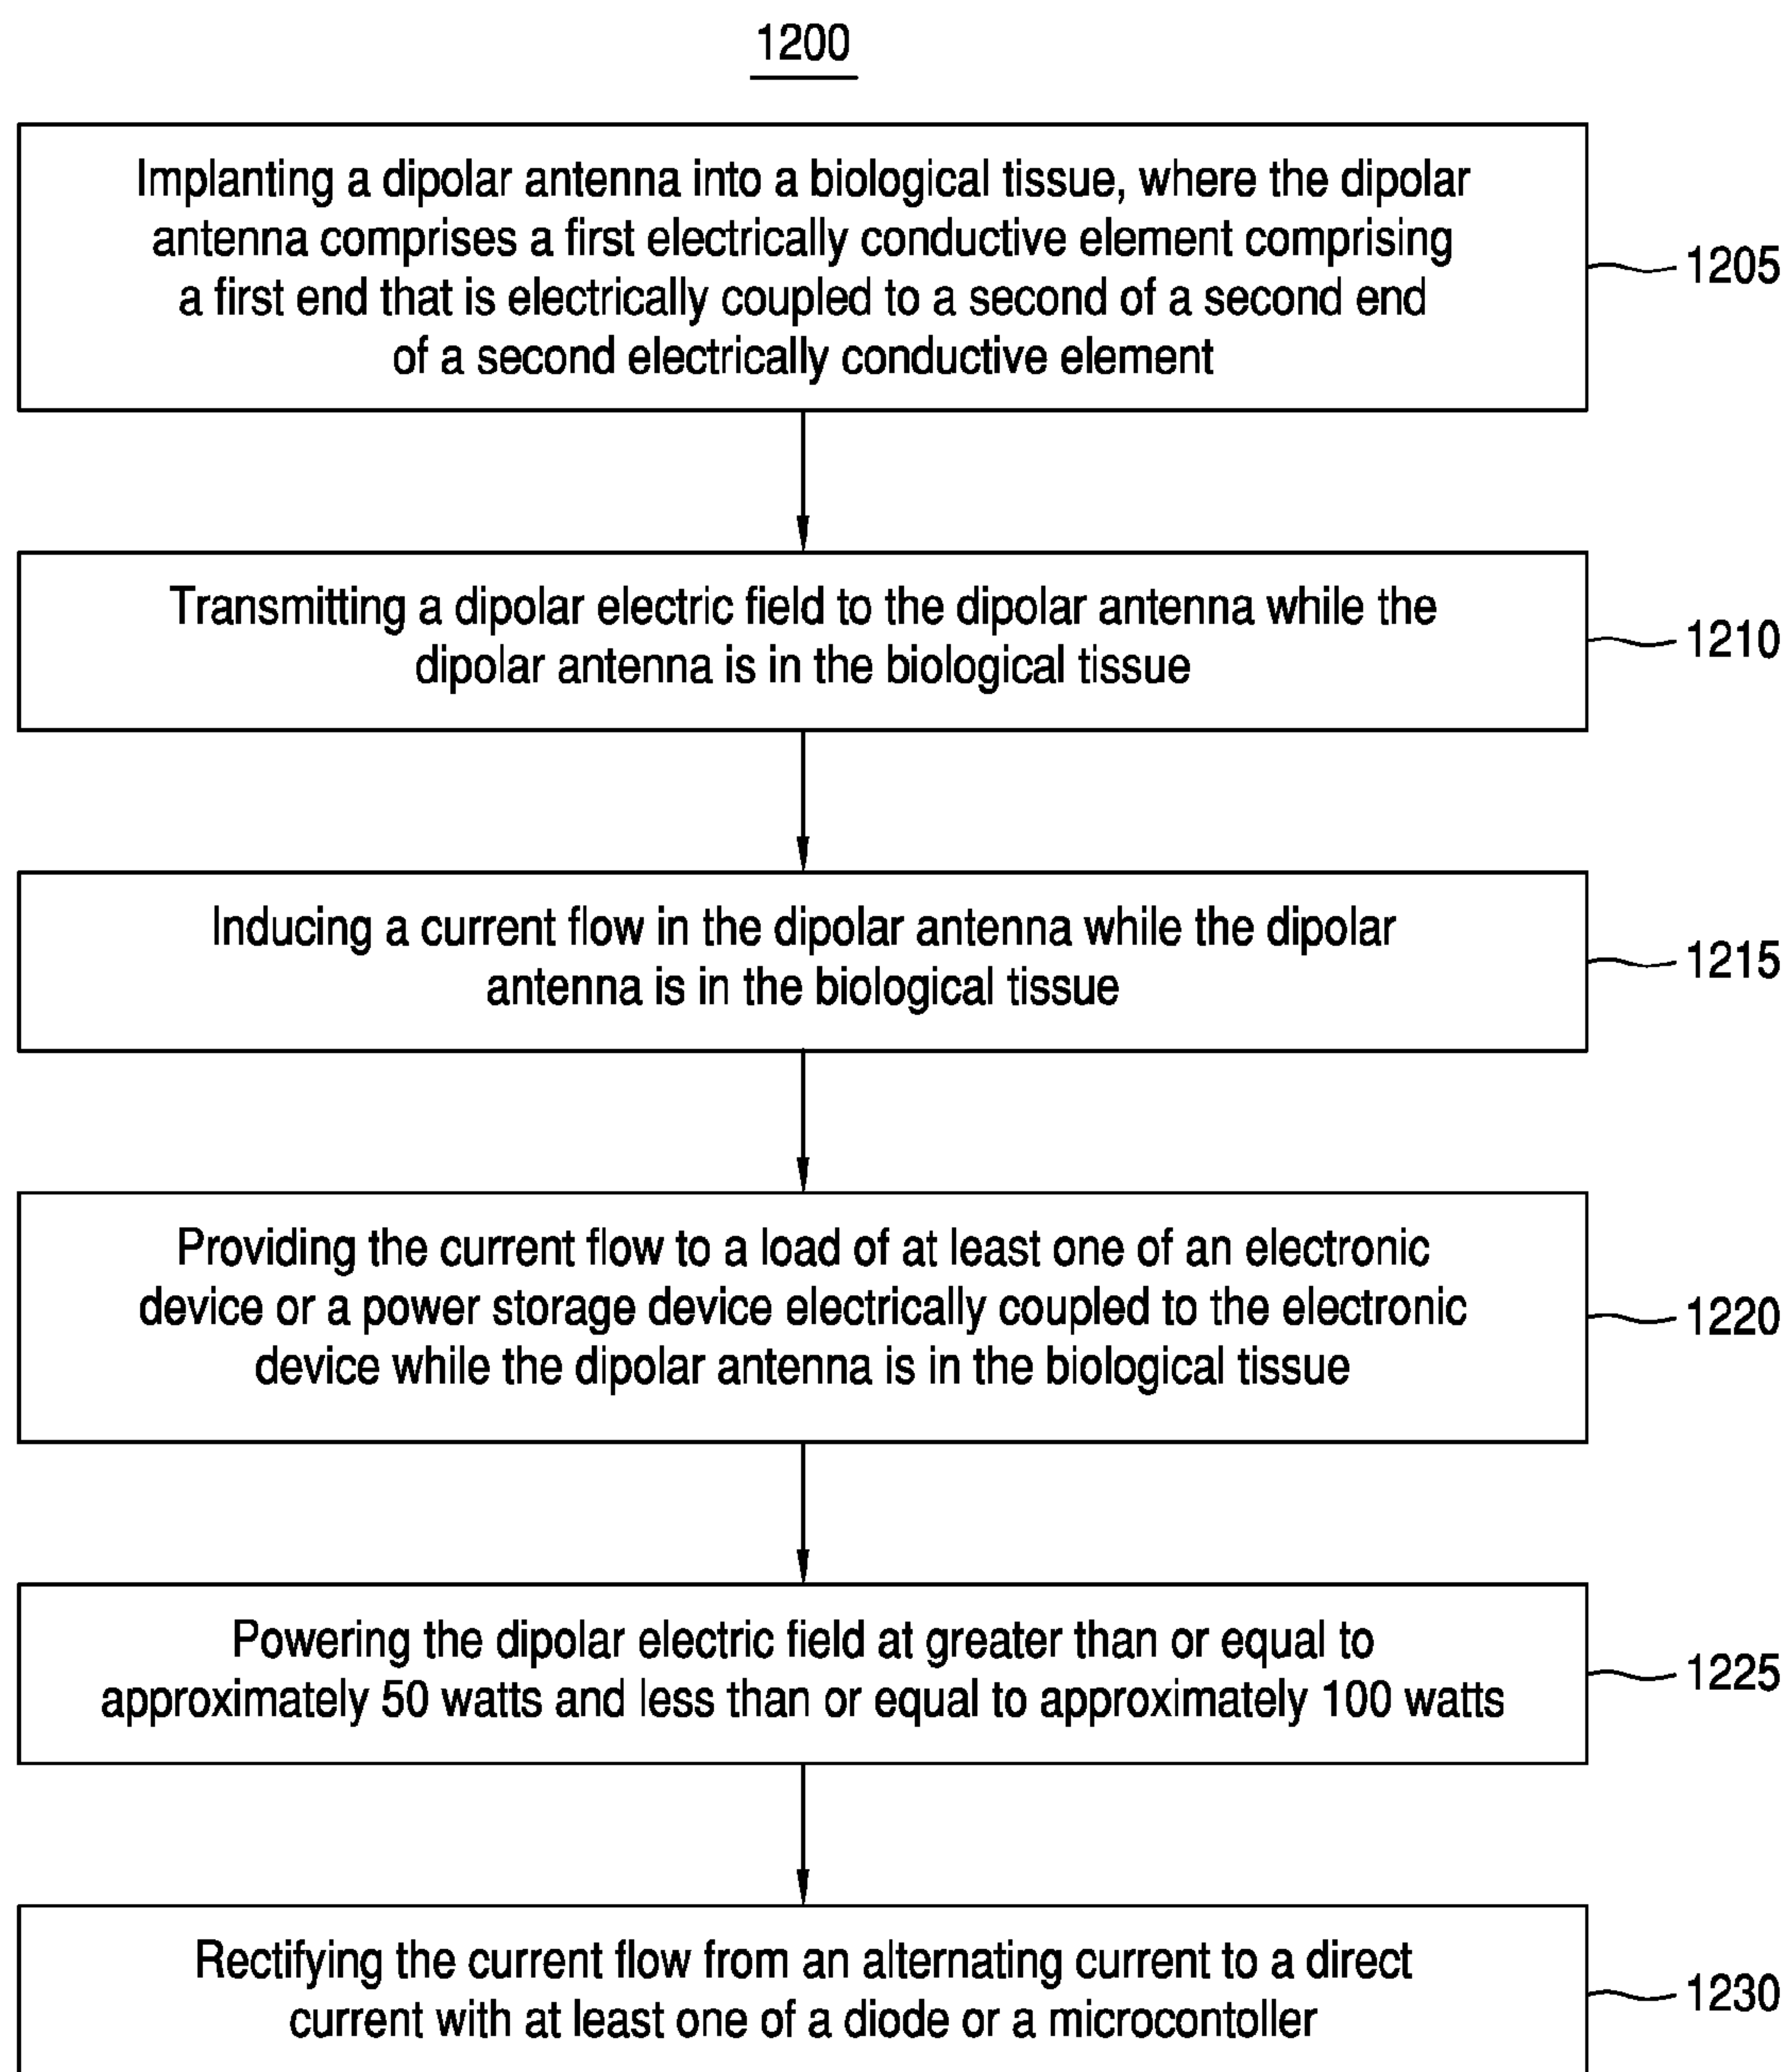 1200
Implanting a dipolar antenna into a biological tissue, where the dipolar
antenna comprises a first electrically conductive element comprising
a first end that is electrically coupled to a second of a second end
of a second electrically conductive element
1205
Transmitting a dipolar electric field to the dipolar antenna while the
dipolar antenna is in the biological tissue
1210
Inducing a current flow in the dipolar antenna while the dipolar
antenna is in the biological tissue
1215
Providing the current flow to a load of at least one of an electronic
device or a power storage device electrically coupled to the electronic
device while the dipolar antenna is in the biological tissue
1220
Powering the dipolar electric field at greater than or equal to
approximately 50 watts and less than or equal to approximately 100 watts
1225
Rectifying the current flow from an alternating current to a direct
current with at least one of a diode or a microcontoller
1230